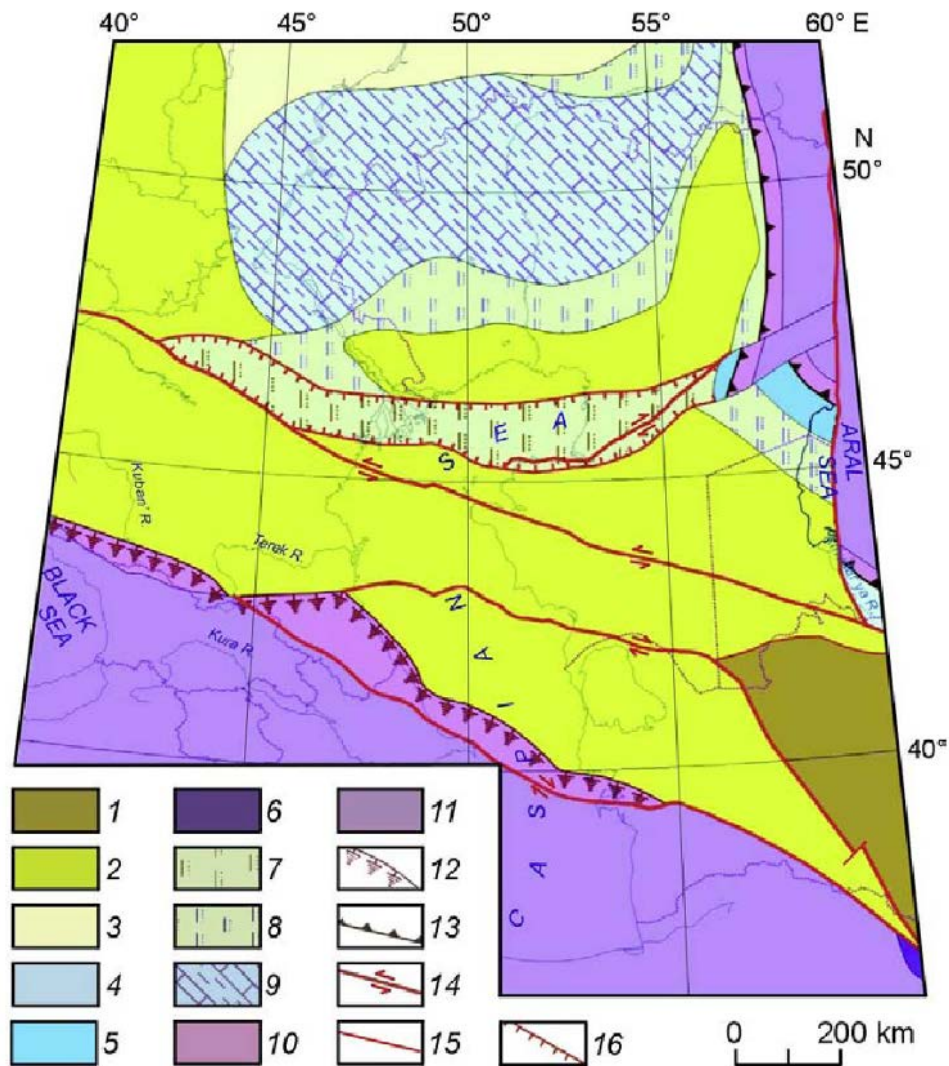 40° 45° 50° 55° 60° E
N
50°
S E A
ARAL
SEA
45°
Kuban' R.
Terek R.
BLACK
SEA
Kura R.
C A S P I A N
40°
1 6 11
2 7 12
3 8 13
4 9 14
5 10 15 16
0 200 km